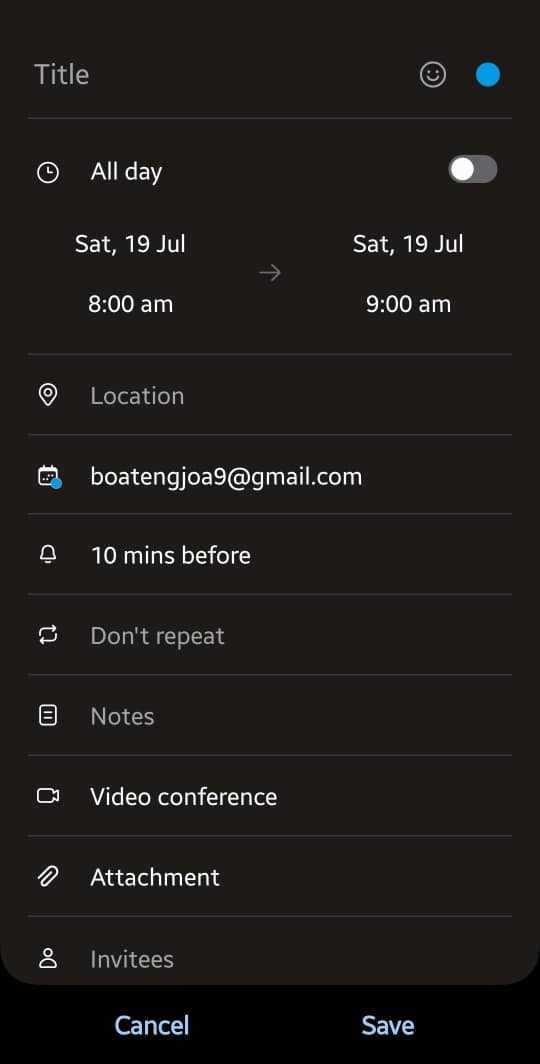 Title
All day
Sat, 19 Jul
Sat, 19 Jul
8:00 am
9:00 am
Location
boatengjoa9@gmail.com
10 mins before
Don't repeat
Notes
Video conference
Attachment
Invitees
Cancel
Save